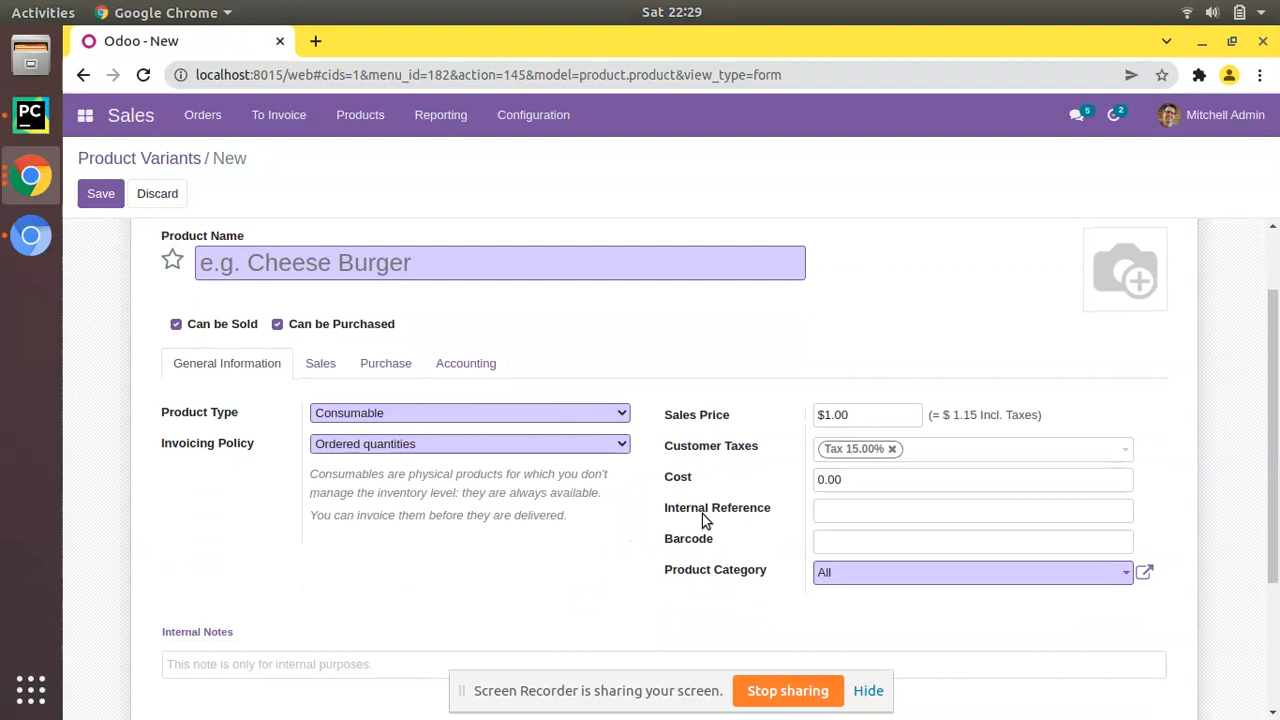 Activities Google Chrome Sat 22:29
Odoo - New
localhost:8015/web#cids=1&menu_id=182&action=145&model=product.product&view_type=form
PC
Sales Orders To Invoice Products Reporting Configuration 5 2 Mitchell Admin
Product Variants / New
Save Discard
Product Name
e.g. Cheese Burger
Can be Sold Can be Purchased
General Information Sales Purchase Accounting
Product Type Consumable
Invoicing Policy Ordered quantities
Consumables are physical products for which you don't
manage the inventory level: they are always available.
You can invoice them before they are delivered.
Sales Price $1.00 (= $ 1.15 Incl. Taxes)
Customer Taxes Tax 15.00%
Cost 0.00
Internal Reference
Barcode
Product Category All
Internal Notes
This note is only for internal purposes.
Screen Recorder is sharing your screen. Stop sharing Hide